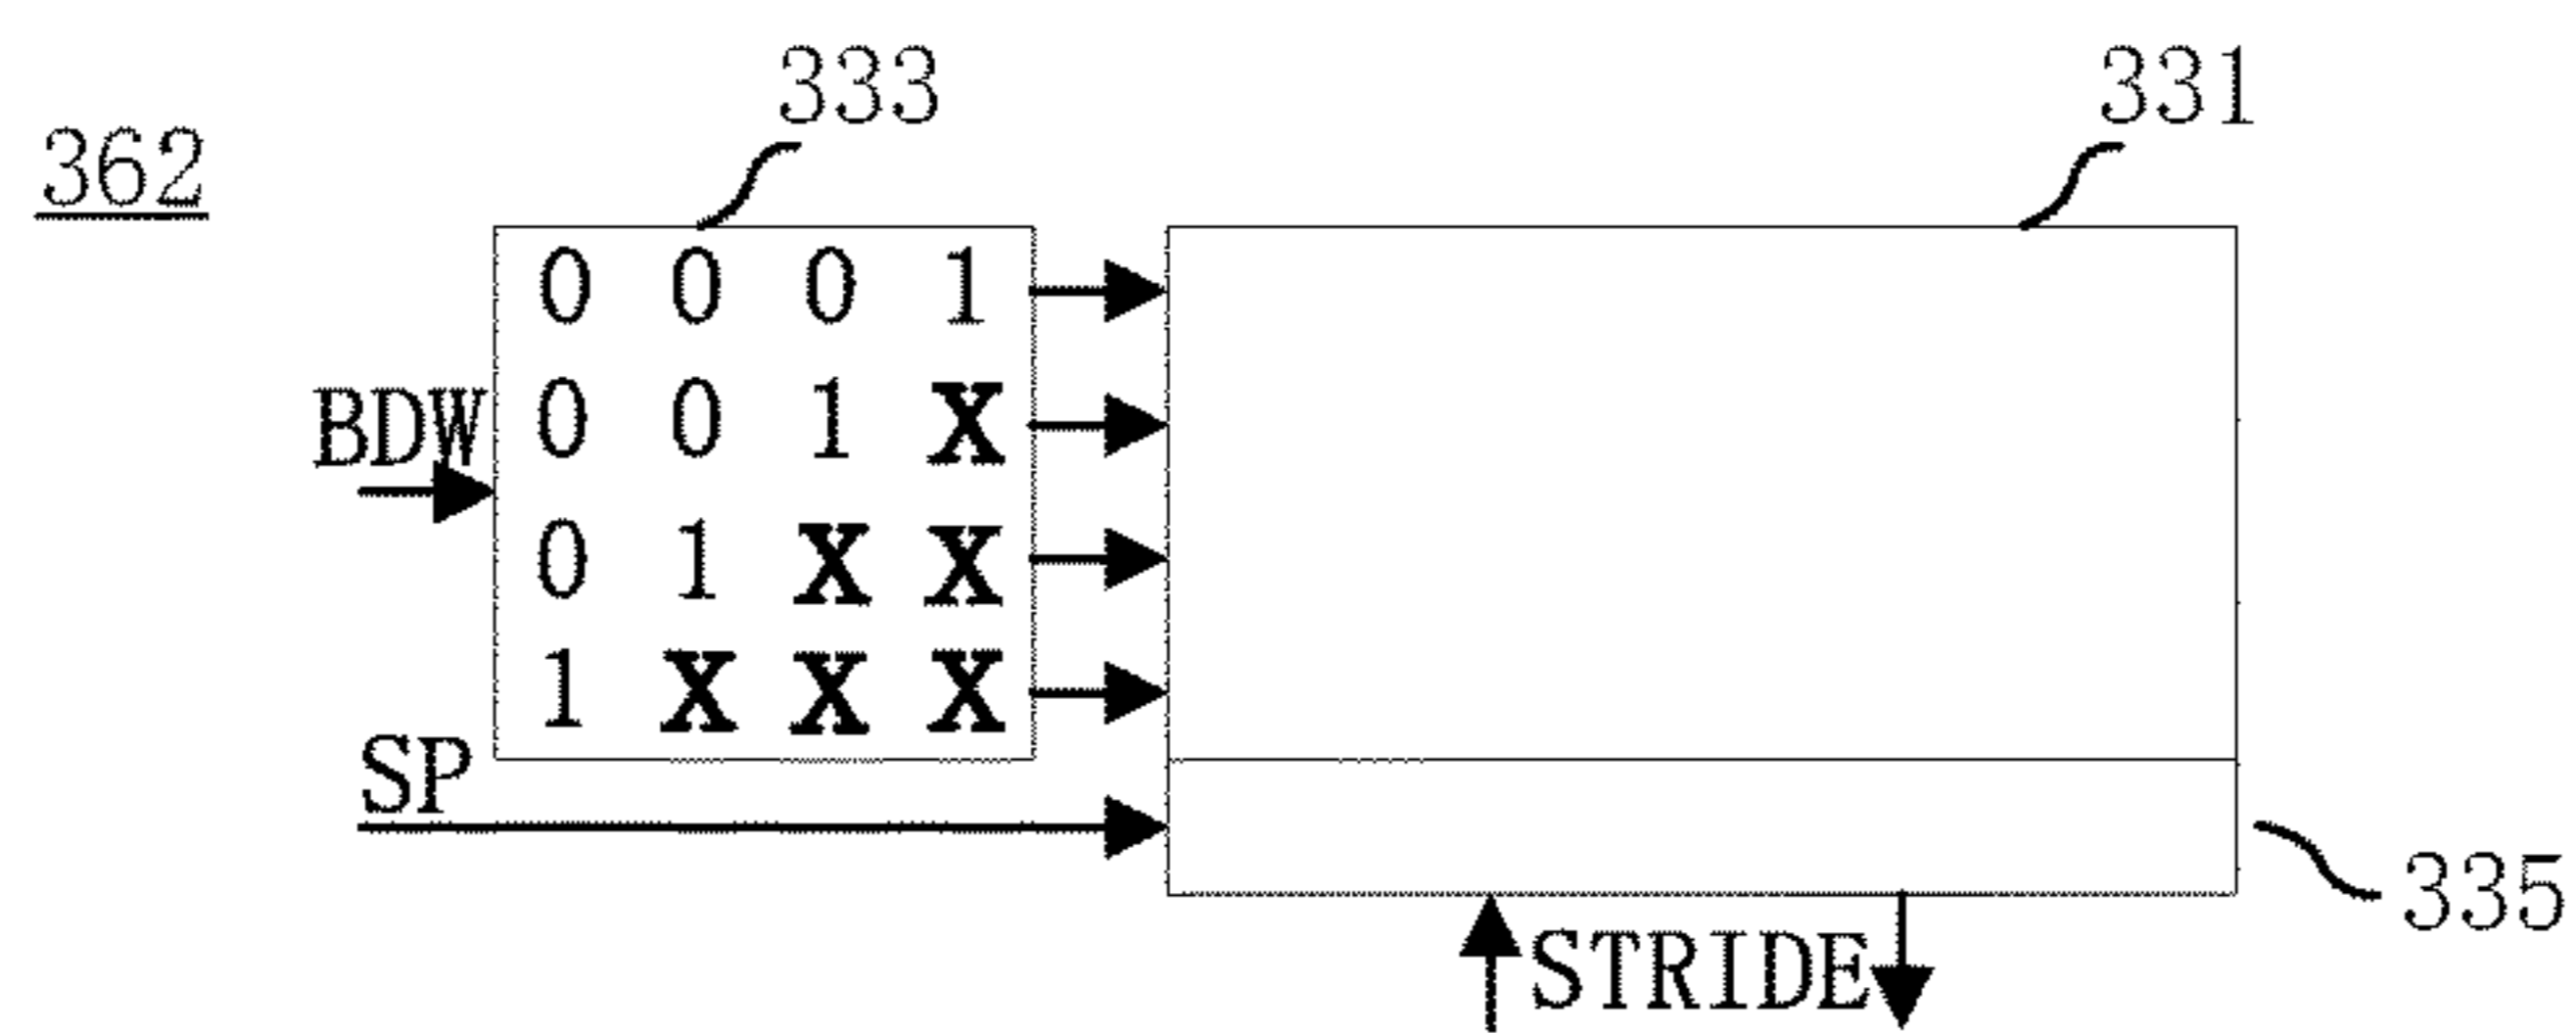 333
331
362
0 0 0 1
0 0 1 X
BDW
0 1 X X
1 X X X
SP
335
STRIDE